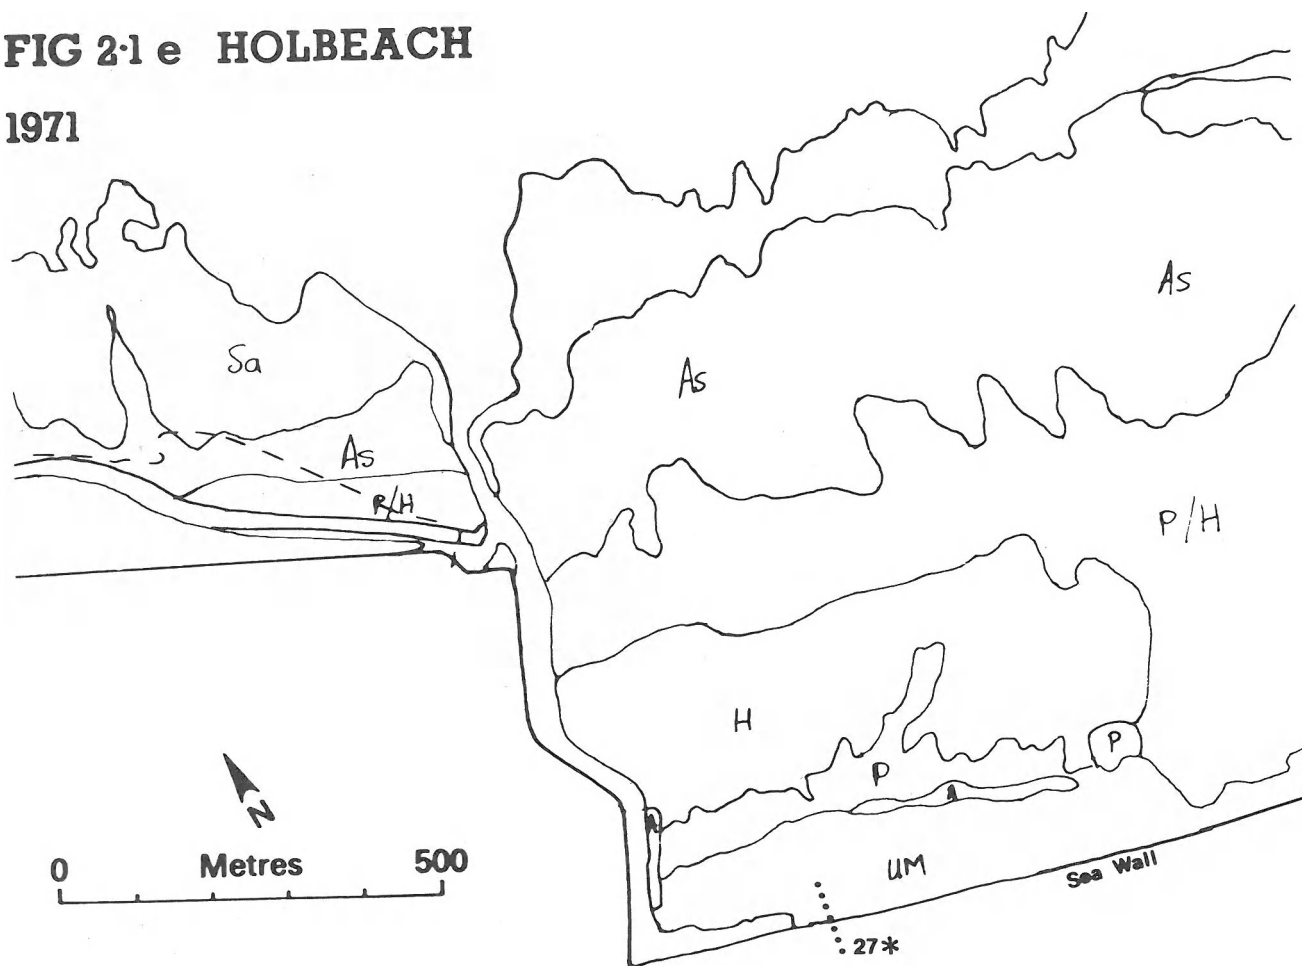 FIG 2·1 e HOLBEACH
1971
As
Sa
As
As
P/H
P/H
H
P
P
A
A
UM
Sea Wall
27*
N
0 Metres 500